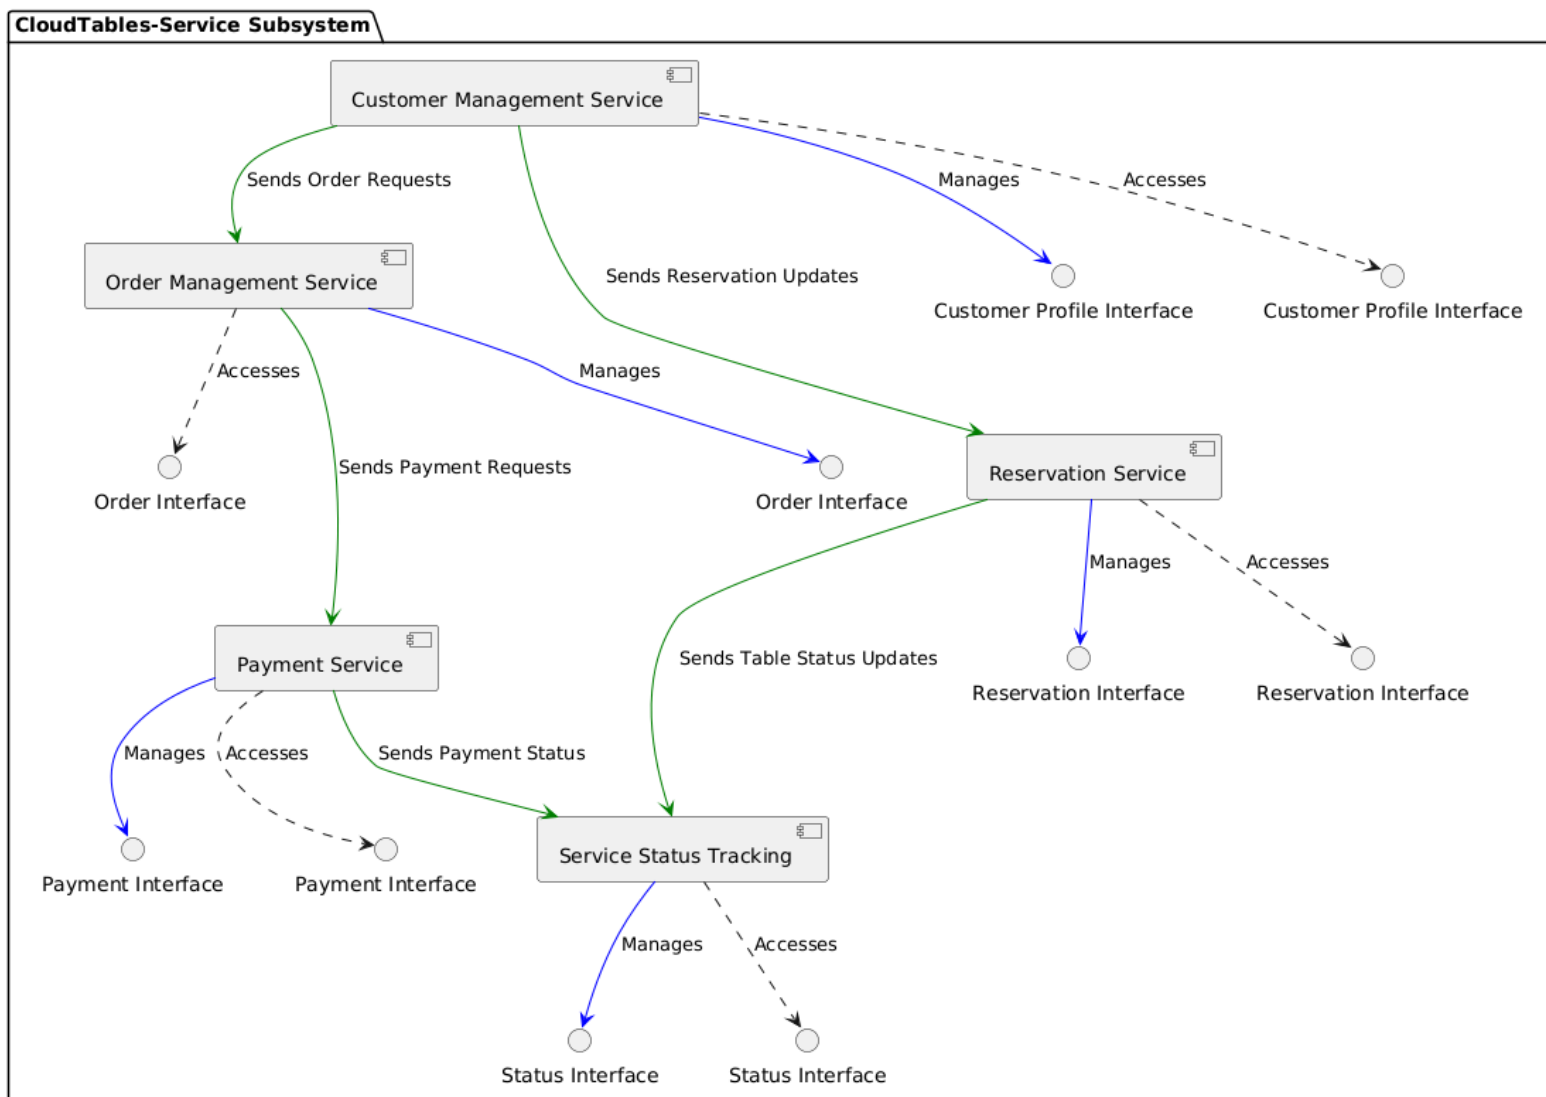 CloudTables-Service Subsystem
Customer Management Service
Sends Order Requests
Manages
Accesses
Order Management Service
Sends Reservation Updates
Customer Profile Interface
Customer Profile Interface
Accesses
Manages
Sends Payment Requests
Reservation Service
Order Interface
Order Interface
Manages
Accesses
Payment Service
Sends Table Status Updates
Reservation Interface
Reservation Interface
Manages
Accesses
Sends Payment Status
Service Status Tracking
Payment Interface
Payment Interface
Manages
Accesses
Status Interface
Status Interface